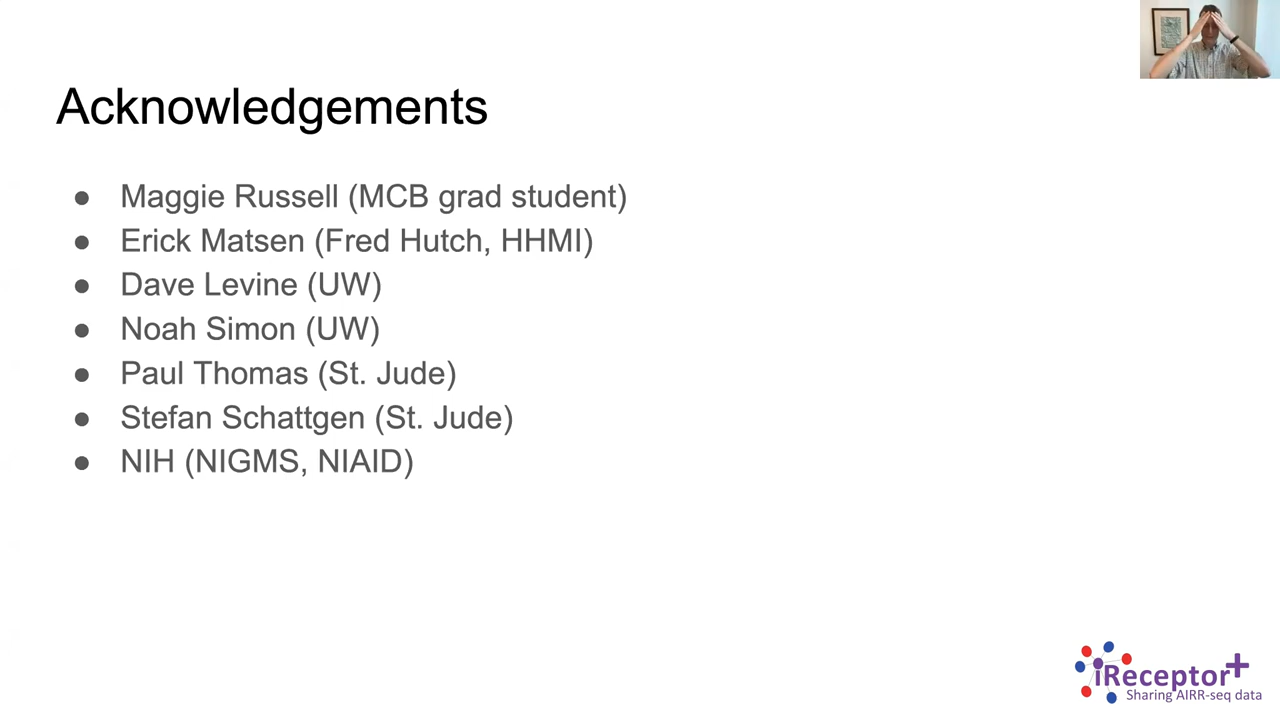 Acknowledgements
● Maggie Russell (MCB grad student)
● Erick Matsen (Fred Hutch, HHMI)
● Dave Levine (UW)
● Noah Simon (UW)
● Paul Thomas (St. Jude)
● Stefan Schattgen (St. Jude)
● NIH (NIGMS, NIAID)
iReceptor+
Sharing AIRR-seq data